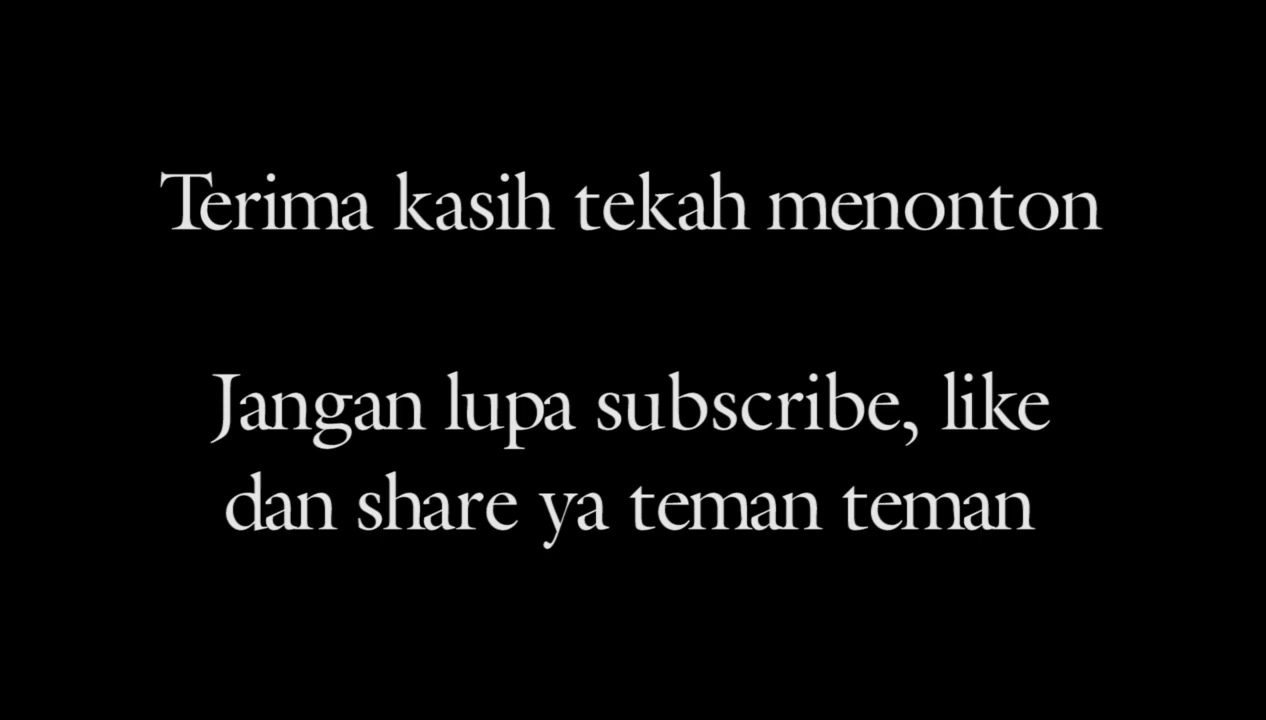 Terima kasih tekah menonton
Jangan lupa subscribe, like
dan share ya teman teman